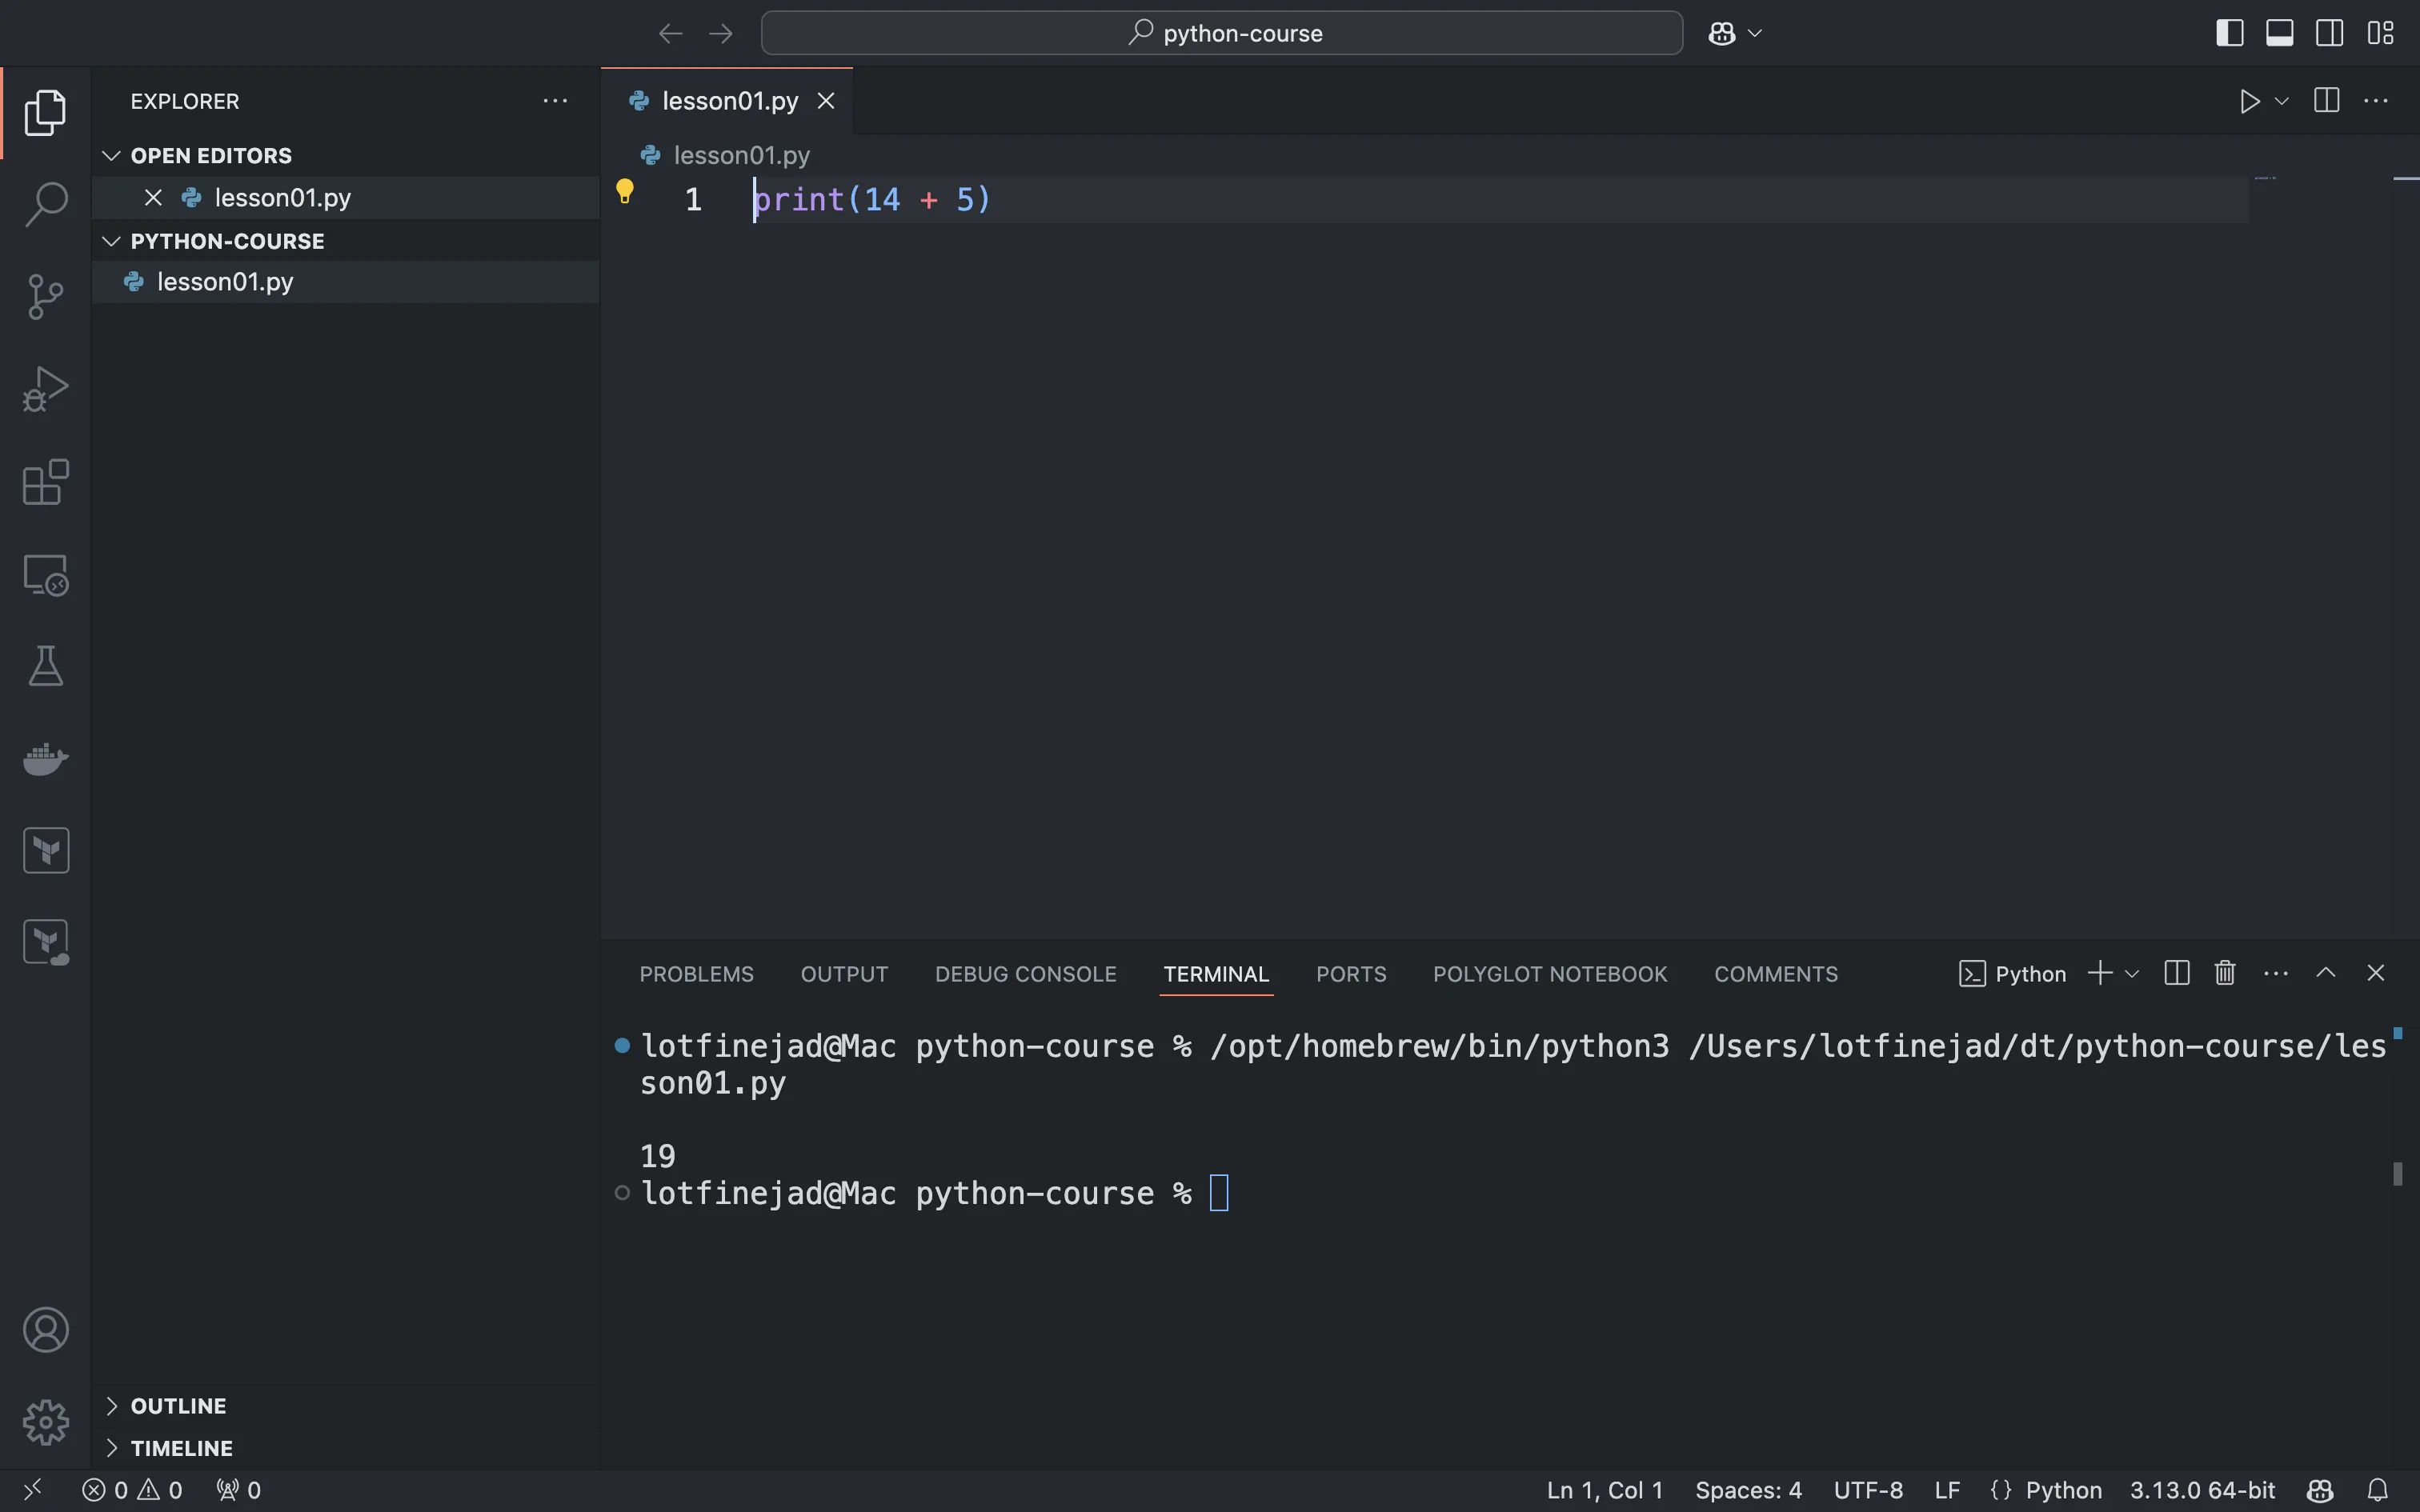 python-course
EXPLORER
OPEN EDITORS
lesson01.py
PYTHON-COURSE
lesson01.py
OUTLINE
TIMELINE
lesson01.py
lesson01.py
1 print(14 + 5)
PROBLEMS OUTPUT DEBUG CONSOLE TERMINAL PORTS POLYGLOT NOTEBOOK COMMENTS Python
lotfinejad@Mac python-course % /opt/homebrew/bin/python3 /Users/lotfinejad/dt/python-course/les
son01.py
19
lotfinejad@Mac python-course %
0 0 0 Ln 1, Col 1 Spaces: 4 UTF-8 LF {} Python 3.13.0 64-bit